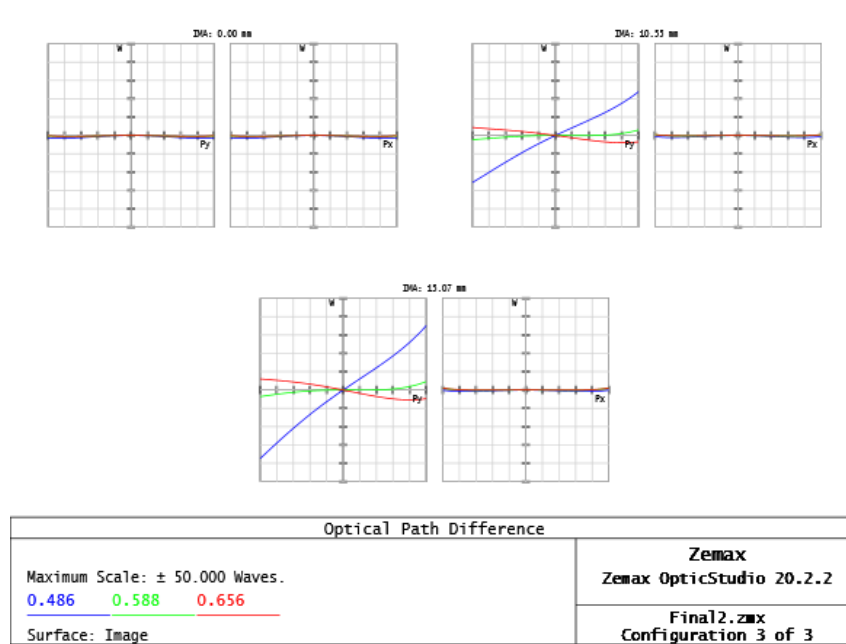 IMA: 0.00 mm
IMA: 10.55 mm
W
W
W
W
Py
Px
Py
Px
IMA: 15.07 mm
W
W
Py
Px
Optical Path Difference
Maximum Scale: ± 50.000 Waves.
0.486 0.588 0.656
Surface: Image
Zemax
Zemax OpticStudio 20.2.2
Final2.zmx
Configuration 3 of 3